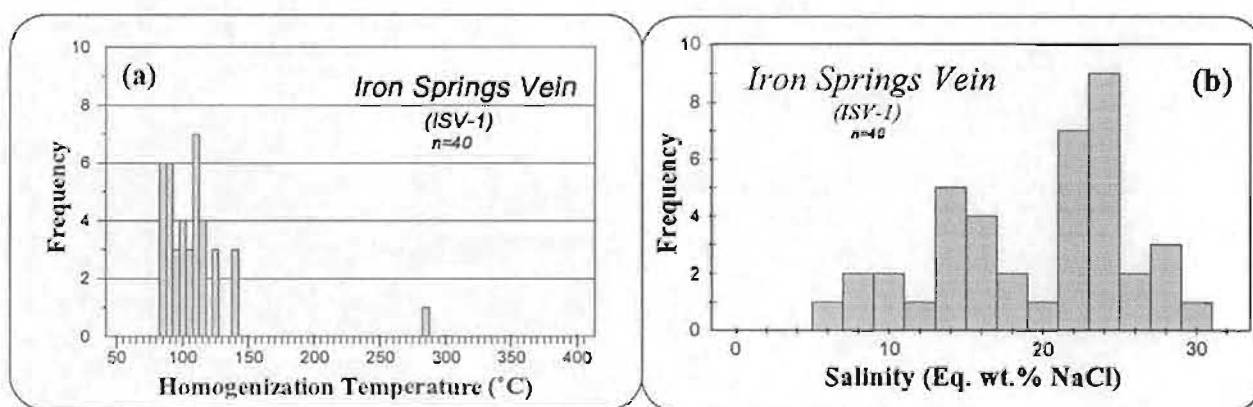 (a)
Iron Springs Vein
(ISV-1)
n=40
Frequency
10
8
6
4
2
0
50 100 150 200 250 300 350 400
Homogenization Temperature (°C)
(b)
Iron Springs Vein
(ISV-1)
n=40
Frequency
10
8
6
4
2
0
0 10 20 30
Salinity (Eq. wt.% NaCl)